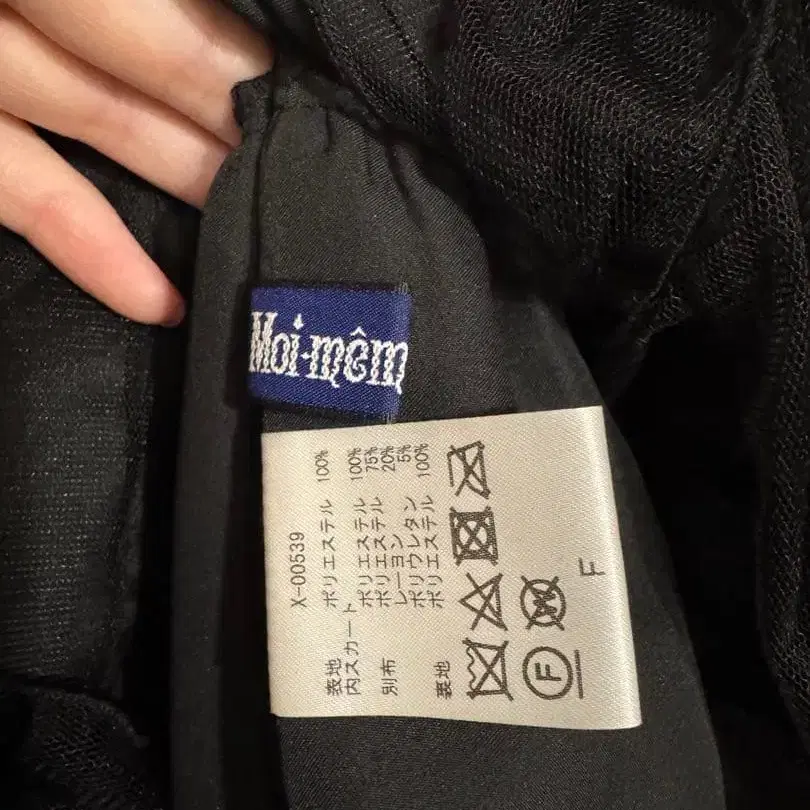 Moi-mêm
X-00539
表地 ポリエステル 100%
内スカート
ポリエステル 100%
別布 ポリエステル 75%
レーヨン 20%
ポリウレタン 5%
裏地 ポリエステル 100%
F
W
F